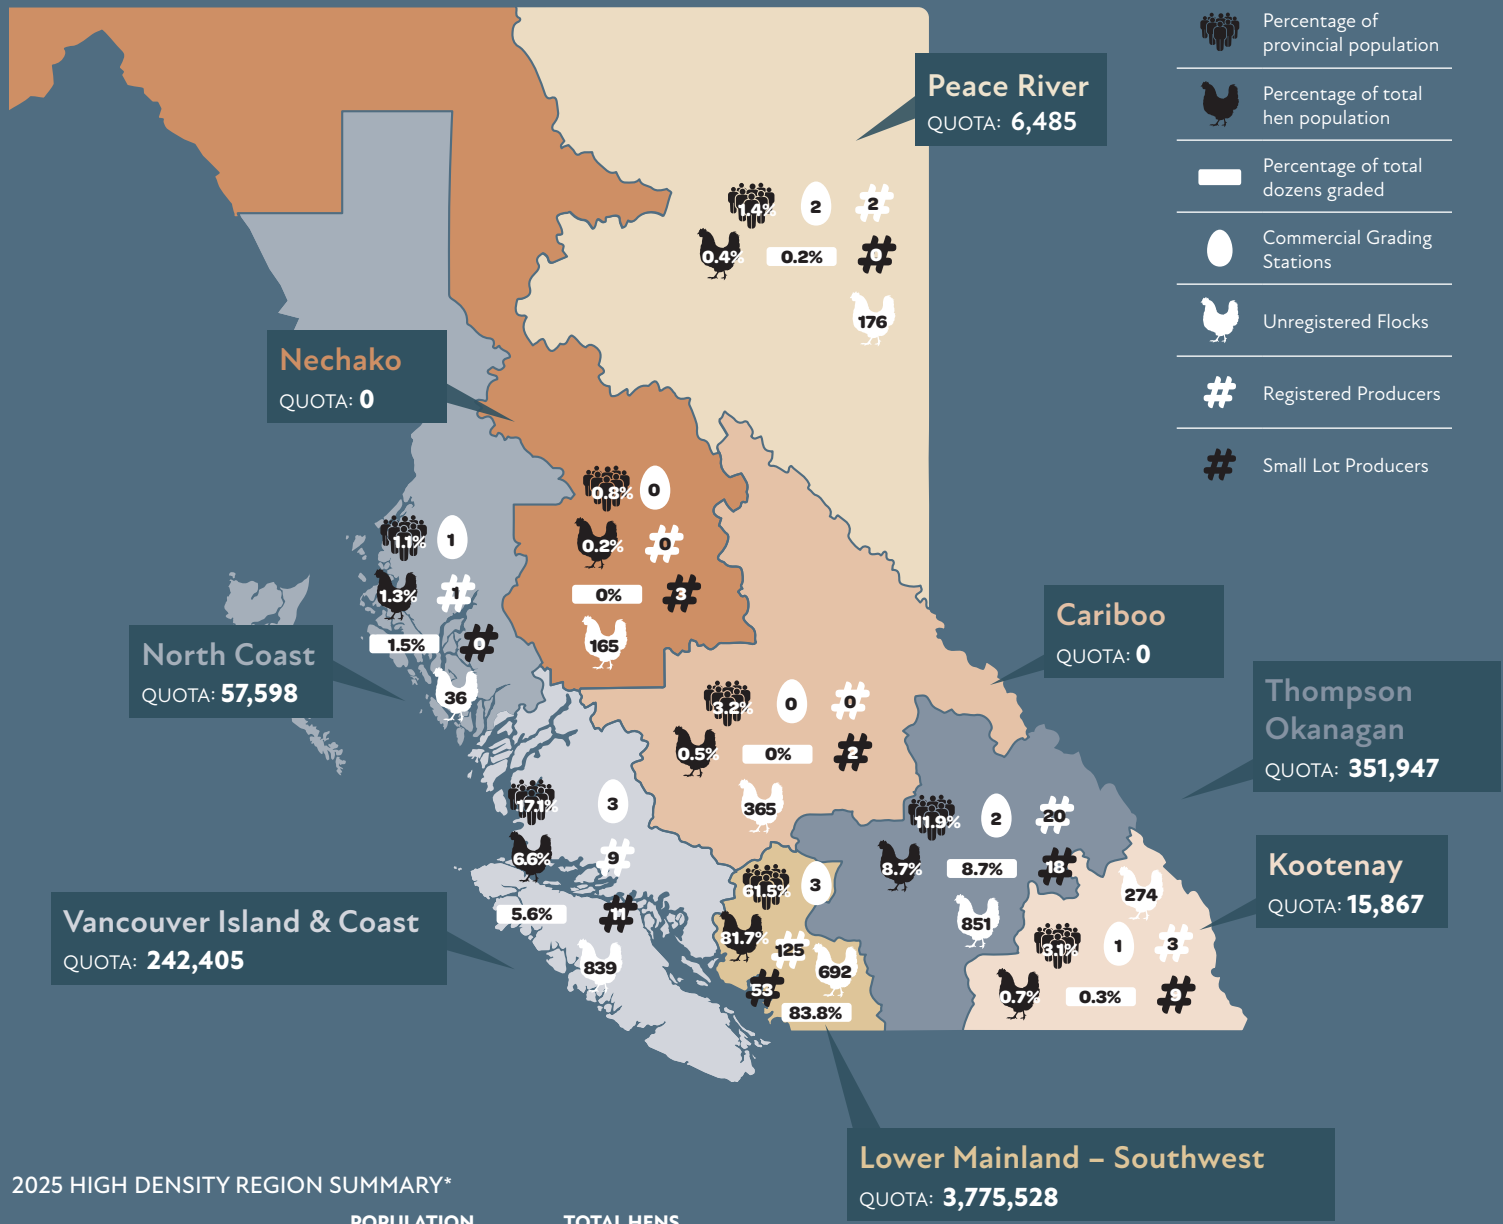 Percentage of
provincial population
Percentage of total
hen population
Percentage of total
dozens graded
Commercial Grading
Stations
Unregistered Flocks
Registered Producers
Small Lot Producers
Peace River
QUOTA: 6,485
1.4%
2
2
0.4%
0.2%
0
176
Nechako
QUOTA: 0
0.8%
0
0.2%
0
0%
3
165
North Coast
QUOTA: 57,598
1.1%
1
1.3%
1
1.5%
0
36
Cariboo
QUOTA: 0
3.2%
0
0
0.5%
0%
2
365
Thompson
Okanagan
QUOTA: 351,947
11.9%
2
20
8.7%
8.7%
18
851
Kootenay
QUOTA: 15,867
274
3.1%
1
3
0.7%
0.3%
9
Vancouver Island & Coast
QUOTA: 242,405
17.1%
3
6.6%
9
5.6%
11
839
61.5%
3
81.7%
125
692
53
83.8%
Lower Mainland – Southwest
QUOTA: 3,775,528
2025 HIGH DENSITY REGION SUMMARY*
POPULATION TOTAL HENS